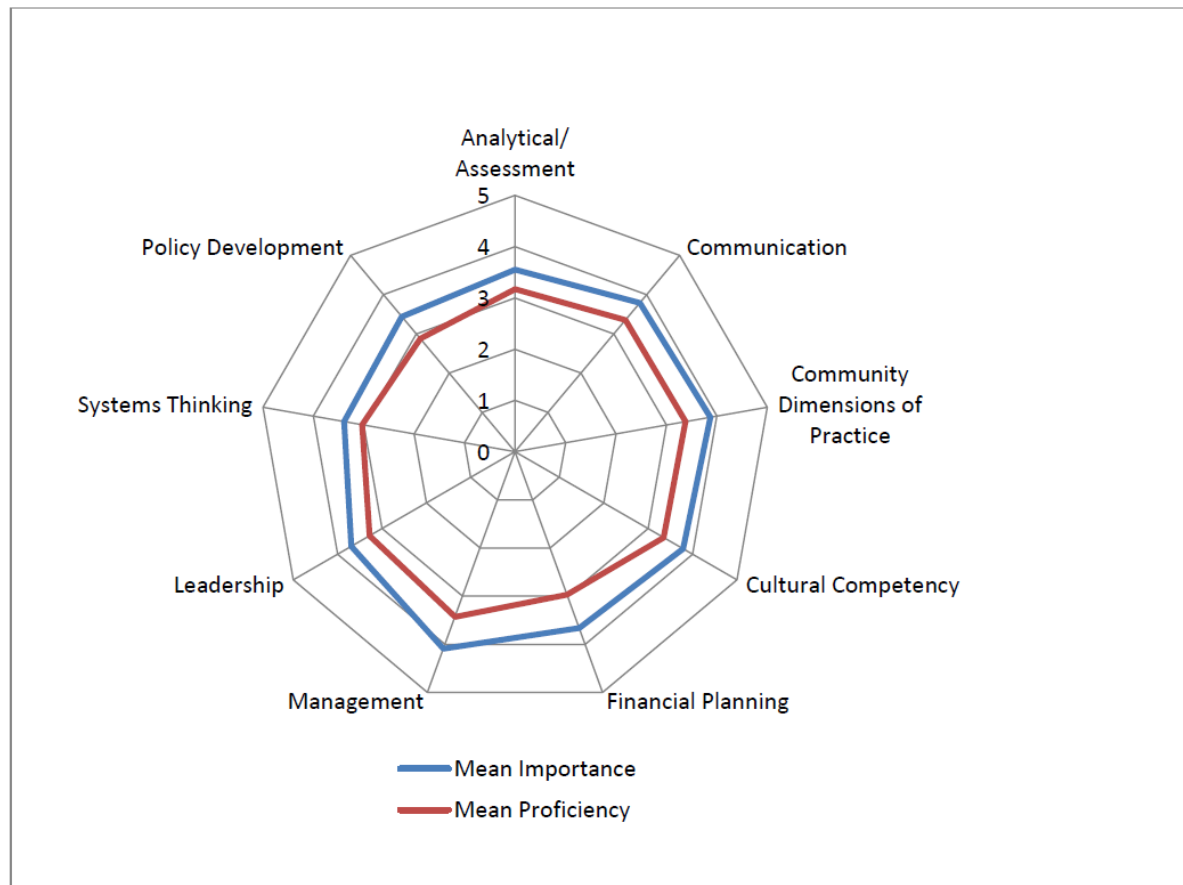 Analytical/
Assessment
5
4
3
2
1
0
Communication
Community
Dimensions of
Practice
Cultural Competency
Financial Planning
Management
Leadership
Systems Thinking
Policy Development
Mean Importance
Mean Proficiency